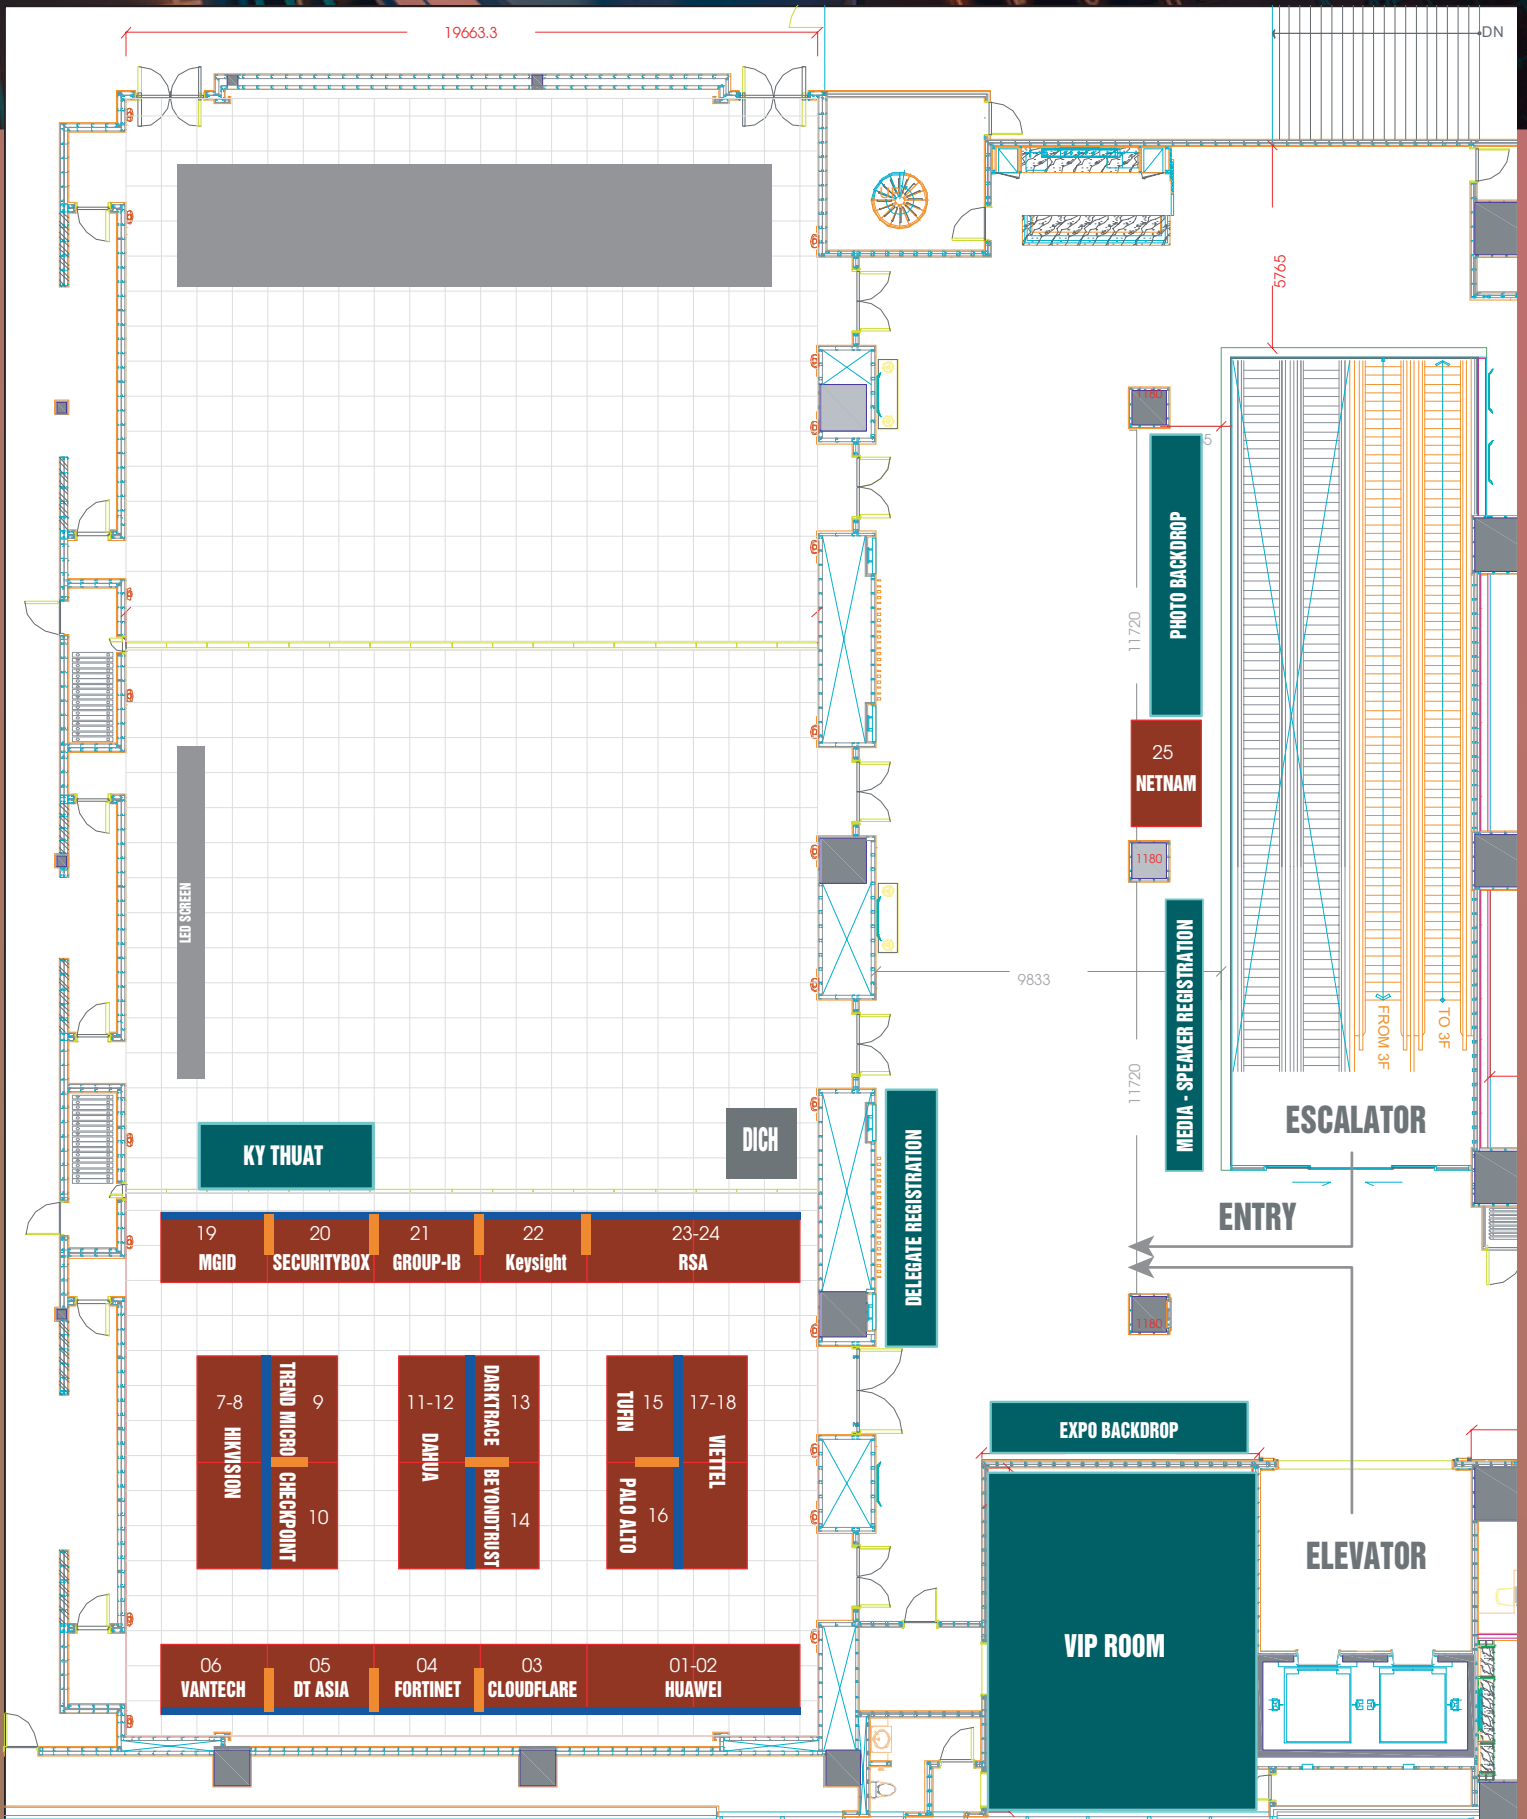 19663.3
DN
5765
1180
5
PHOTO BACKDROP
11720
25
NETNAM
1180
LED SCREEN
9833
MEDIA - SPEAKER REGISTRATION
FROM 3F
TO 3F
11720
ESCALATOR
KY THUAT
DICH
DELEGATE REGISTRATION
ENTRY
19
MGID
20
SECURITYBOX
21
GROUP-IB
22
Keysight
23-24
RSA
1180
7-8
HIKVISION
TREND MICRO
9
CHECKPOINT
10
11-12
DAHUA
DARKTRACE
13
BEYONDTRUST
14
TUFIN
15
PALO ALTO
16
17-18
VIETTEL
EXPO BACKDROP
ELEVATOR
VIP ROOM
06
VANTECH
05
DT ASIA
04
FORTINET
03
CLOUDFLARE
01-02
HUAWEI